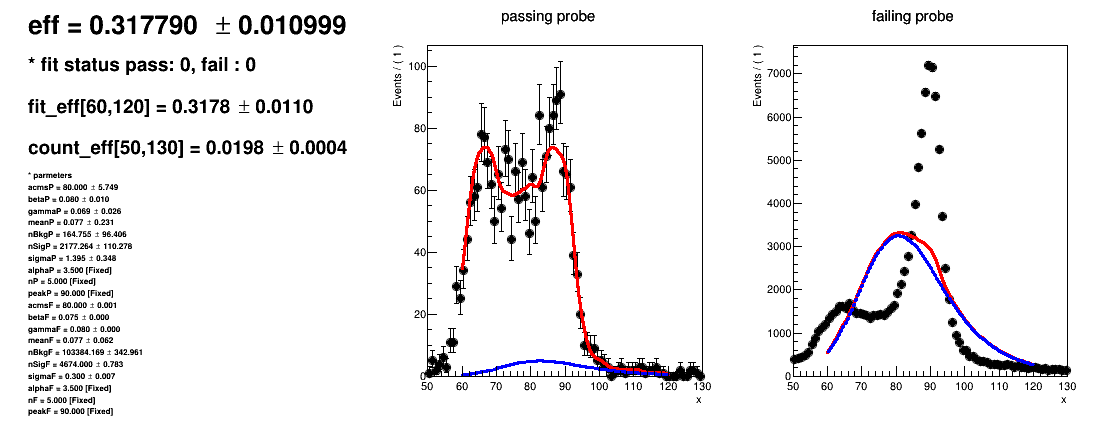 eff = 0.317790 ± 0.010999
* fit status pass: 0, fail : 0
fit_eff[60,120] = 0.3178 ± 0.0110
count_eff[50,130] = 0.0198 ± 0.0004
* parmeters
acmsP = 80.000 ± 5.749
betaP = 0.080 ± 0.010
gammaP = 0.069 ± 0.026
meanP = 0.077 ± 0.231
nBkgP = 164.755 ± 96.406
nSigP = 2177.264 ± 110.278
sigmaP = 1.395 ± 0.348
alphaP = 3.500 [Fixed]
nP = 5.000 [Fixed]
peakP = 90.000 [Fixed]
acmsF = 80.000 ± 0.001
betaF = 0.075 ± 0.000
gammaF = 0.080 ± 0.000
meanF = 0.077 ± 0.062
nBkgF = 103384.169 ± 342.961
nSigF = 4674.000 ± 0.783
sigmaF = 0.300 ± 0.007
alphaF = 3.500 [Fixed]
nF = 5.000 [Fixed]
peakF = 90.000 [Fixed]
passing probe
Events / ( 1 )
100
80
60
40
20
0
50 60 70 80 90 100 110 120 130
x
failing probe
Events / ( 1 )
7000
6000
5000
4000
3000
2000
1000
0
50 60 70 80 90 100 110 120 130
x